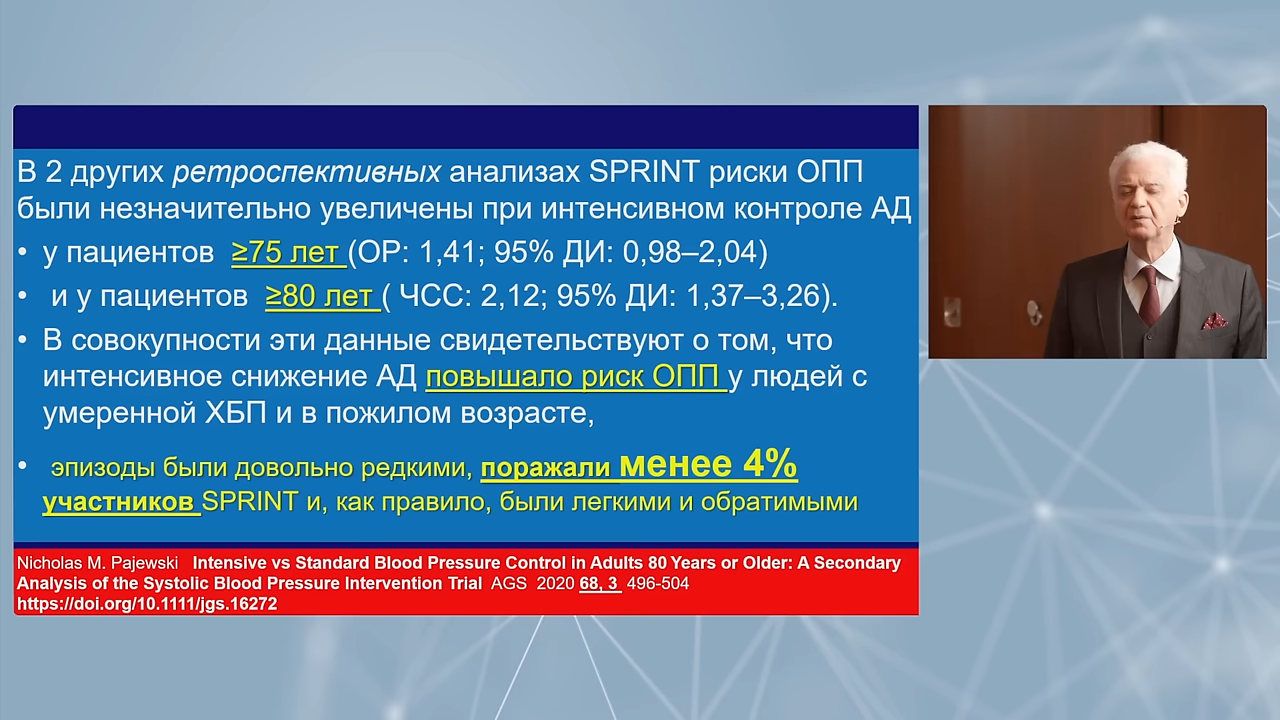 В 2 других ретроспективных анализах SPRINT риски ОПП
были незначительно увеличены при интенсивном контроле АД
• у пациентов ≥75 лет (ОР: 1,41; 95% ДИ: 0,98–2,04)
• и у пациентов ≥80 лет ( ЧСС: 2,12; 95% ДИ: 1,37–3,26).
• В совокупности эти данные свидетельствуют о том, что
интенсивное снижение АД повышало риск ОПП у людей с
умеренной ХБП и в пожилом возрасте,
• эпизоды были довольно редкими, поражали менее 4%
участников SPRINT и, как правило, были легкими и обратимыми
Nicholas M. Pajewski Intensive vs Standard Blood Pressure Control in Adults 80 Years or Older: A Secondary
Analysis of the Systolic Blood Pressure Intervention Trial AGS 2020 68, 3 496-504
https://doi.org/10.1111/jgs.16272